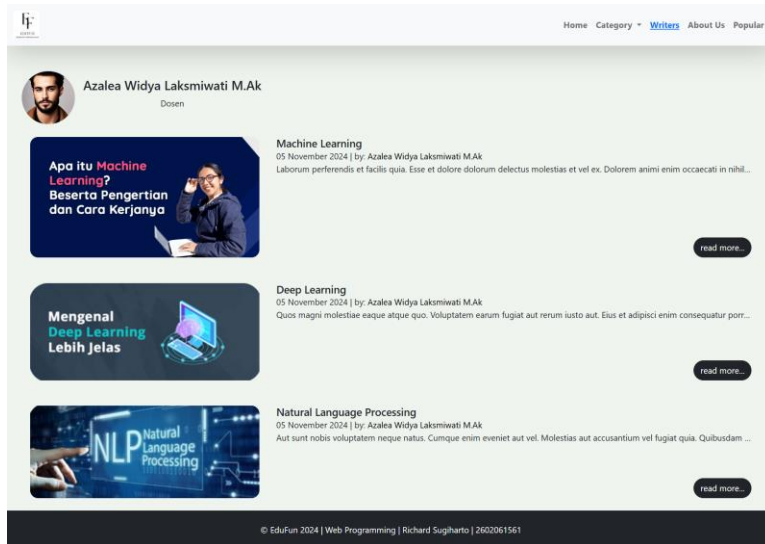 EF
Home Category Writers About Us Popular
Azalea Widya Laksmiwati M.Ak
Dosen
Apa itu Machine
Learning?
Beserta Pengertian
dan Cara Kerjanya
Machine Learning
05 November 2024 | by: Azalea Widya Laksmiwati M.Ak
Laborum perferendis et facilis quia. Esse et dolore dolorum delectus molestias et vel ex. Dolorem animi enim occaecati in nihil...
read more...
Mengenal
Deep Learning
Lebih Jelas
Deep Learning
05 November 2024 | by: Azalea Widya Laksmiwati M.Ak
Quos magni molestiae eaque atque quo. Voluptatem earum fugiat aut rerum iusto aut. Eius et adipisci enim consequatur porr...
read more...
NLP Natural
Language
Processing
Natural Language Processing
05 November 2024 | by: Azalea Widya Laksmiwati M.Ak
Aut sunt nobis voluptatem neque natus. Cumque enim eveniet aut vel. Molestias aut accusantium vel fugiat quia. Quibusdam ...
read more...
© EduFun 2024 | Web Programming | Richard Sugiharto | 2602061561